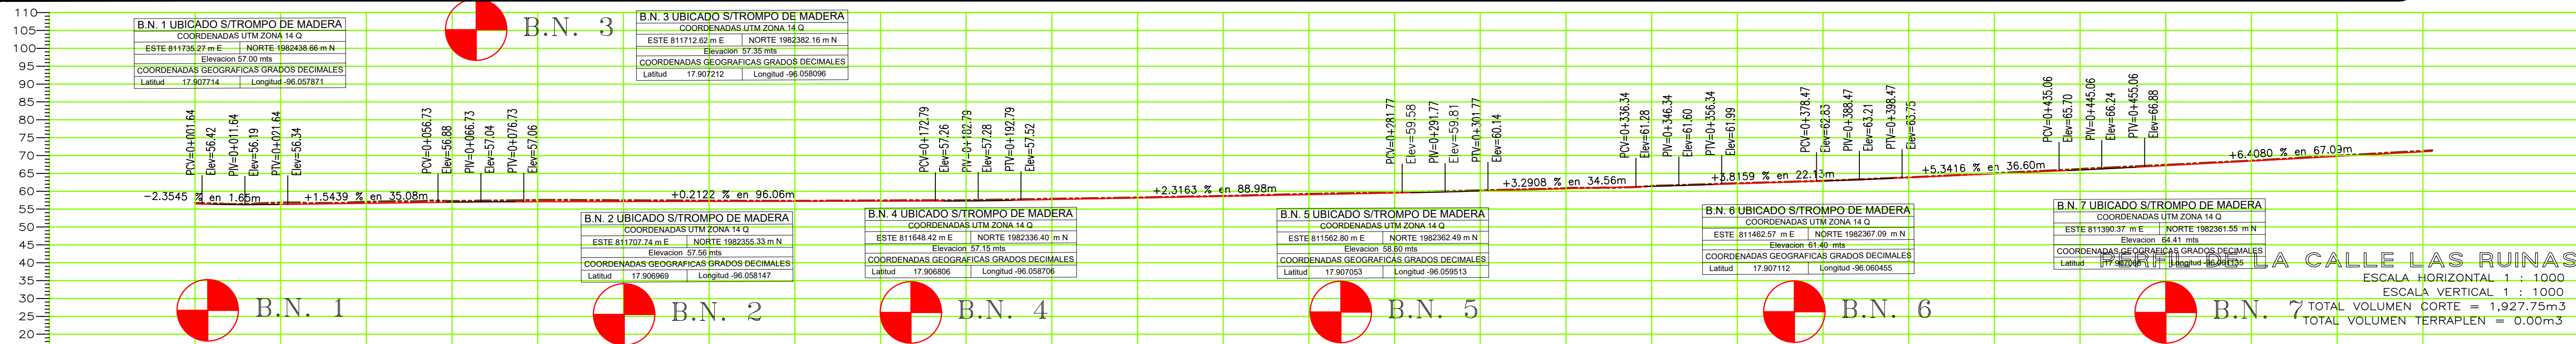 110
105
100
95
90
85
80
75
70
65
60
55
50
45
40
35
30
25
20
B.N. 1 UBICADO S/TROMPO DE MADERA
COORDENADAS UTM ZONA 14 Q
ESTE 811735.27 m E NORTE 1982438.66 m N
Elevacion 57.00 mts
COORDENADAS GEOGRAFICAS GRADOS DECIMALES
Latitud 17.907714 Longitud -96.057871
B.N. 3
B.N. 3 UBICADO S/TROMPO DE MADERA
COORDENADAS UTM ZONA 14 Q
ESTE 811712.62 m E NORTE 1982382.16 m N
Elevacion 57.35 mts
COORDENADAS GEOGRAFICAS GRADOS DECIMALES
Latitud 17.907212 Longitud -96.058096
PCV=0+001.64
Elev=56.42
PIV=0+011.64
Elev=56.19
PTV=0+021.64
Elev=56.34
PCV=0+056.73
Elev=56.88
PIV=0+066.73
Elev=57.04
PTV=0+076.73
Elev=57.06
PCV=0+172.79
Elev=57.26
PIV=0+182.79
Elev=57.28
PTV=0+192.79
Elev=57.52
PCV=0+281.77
Elev=59.58
PIV=0+291.77
Elev=59.81
PTV=0+301.77
Elev=60.14
PCV=0+336.34
Elev=61.28
PIV=0+346.34
Elev=61.60
PTV=0+356.34
Elev=61.99
PCV=0+378.47
Elev=62.83
PIV=0+388.47
Elev=63.21
PTV=0+398.47
Elev=63.75
PCV=0+435.06
Elev=65.70
PIV=0+445.06
Elev=66.24
PTV=0+455.06
Elev=66.88
-2.3545 % en 1.65m
+1.5439 % en 35.08m
+0.2122 % en 96.06m
+2.3163 % en 88.98m
+3.2908 % en 34.56m
+3.8159 % en 22.13m
+5.3416 % en 36.60m
+6.4080 % en 67.09m
B.N. 2 UBICADO S/TROMPO DE MADERA
COORDENADAS UTM ZONA 14 Q
ESTE 811707.74 m E NORTE 1982355.33 m N
Elevacion 57.56 mts
COORDENADAS GEOGRAFICAS GRADOS DECIMALES
Latitud 17.906969 Longitud -96.058147
B.N. 4 UBICADO S/TROMPO DE MADERA
COORDENADAS UTM ZONA 14 Q
ESTE 811648.42 m E NORTE 1982336.40 m N
Elevacion 57.15 mts
COORDENADAS GEOGRAFICAS GRADOS DECIMALES
Latitud 17.906806 Longitud -96.058706
B.N. 5 UBICADO S/TROMPO DE MADERA
COORDENADAS UTM ZONA 14 Q
ESTE 811562.80 m E NORTE 1982362.49 m N
Elevacion 58.60 mts
COORDENADAS GEOGRAFICAS GRADOS DECIMALES
Latitud 17.907053 Longitud -96.059513
B.N. 6 UBICADO S/TROMPO DE MADERA
COORDENADAS UTM ZONA 14 Q
ESTE 811462.57 m E NORTE 1982367.09 m N
Elevacion 61.40 mts
COORDENADAS GEOGRAFICAS GRADOS DECIMALES
Latitud 17.907112 Longitud -96.060455
B.N. 7 UBICADO S/TROMPO DE MADERA
COORDENADAS UTM ZONA 14 Q
ESTE 811390.37 m E NORTE 1982361.55 m N
Elevacion 64.41 mts
COORDENADAS GEOGRAFICAS GRADOS DECIMALES
Latitud Longitud
PERFIL DE LA CALLE LAS RUINAS
ESCALA HORIZONTAL 1 : 1000
ESCALA VERTICAL 1 : 1000
TOTAL VOLUMEN CORTE = 1,927.75m3
TOTAL VOLUMEN TERRAPLEN = 0.00m3
B.N. 1
B.N. 2
B.N. 4
B.N. 5
B.N. 6
B.N. 7